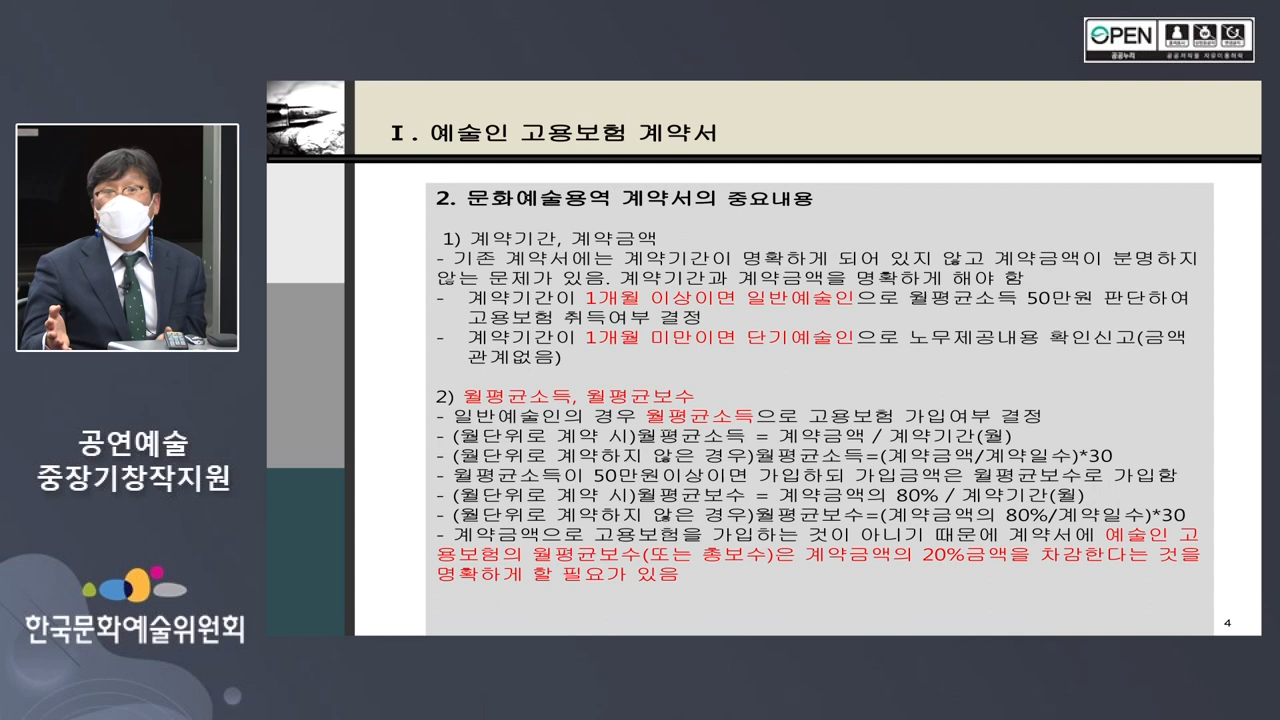 OPEN
공공누리
공공저작물 자유이용허락
Ⅰ. 예술인 고용보험 계약서
2. 문화예술용역 계약서의 중요내용
1) 계약기간, 계약금액
- 기존 계약서에는 계약기간이 명확하게 되어 있지 않고 계약금액이 분명하지
않는 문제가 있음. 계약기간과 계약금액을 명확하게 해야 함
- 계약기간이 1개월 이상이면 일반예술인으로 월평균소득 50만원 판단하여
고용보험 취득여부 결정
- 계약기간이 1개월 미만이면 단기예술인으로 노무제공내용 확인신고(금액
관계없음)
2) 월평균소득, 월평균보수
- 일반예술인의 경우 월평균소득으로 고용보험 가입여부 결정
- (월단위로 계약 시)월평균소득 = 계약금액 / 계약기간(월)
- (월단위로 계약하지 않은 경우)월평균소득=(계약금액/계약일수)*30
- 월평균소득이 50만원이상이면 가입하되 가입금액은 월평균보수로 가입함
- (월단위로 계약 시)월평균보수 = 계약금액의 80% / 계약기간(월)
- (월단위로 계약하지 않은 경우)월평균보수=(계약금액의 80%/계약일수)*30
- 계약금액으로 고용보험을 가입하는 것이 아니기 때문에 계약서에 예술인 고
용보험의 월평균보수(또는 총보수)은 계약금액의 20%금액을 차감한다는 것을
명확하게 할 필요가 있음
4
공연예술
중장기창작지원
한국문화예술위원회